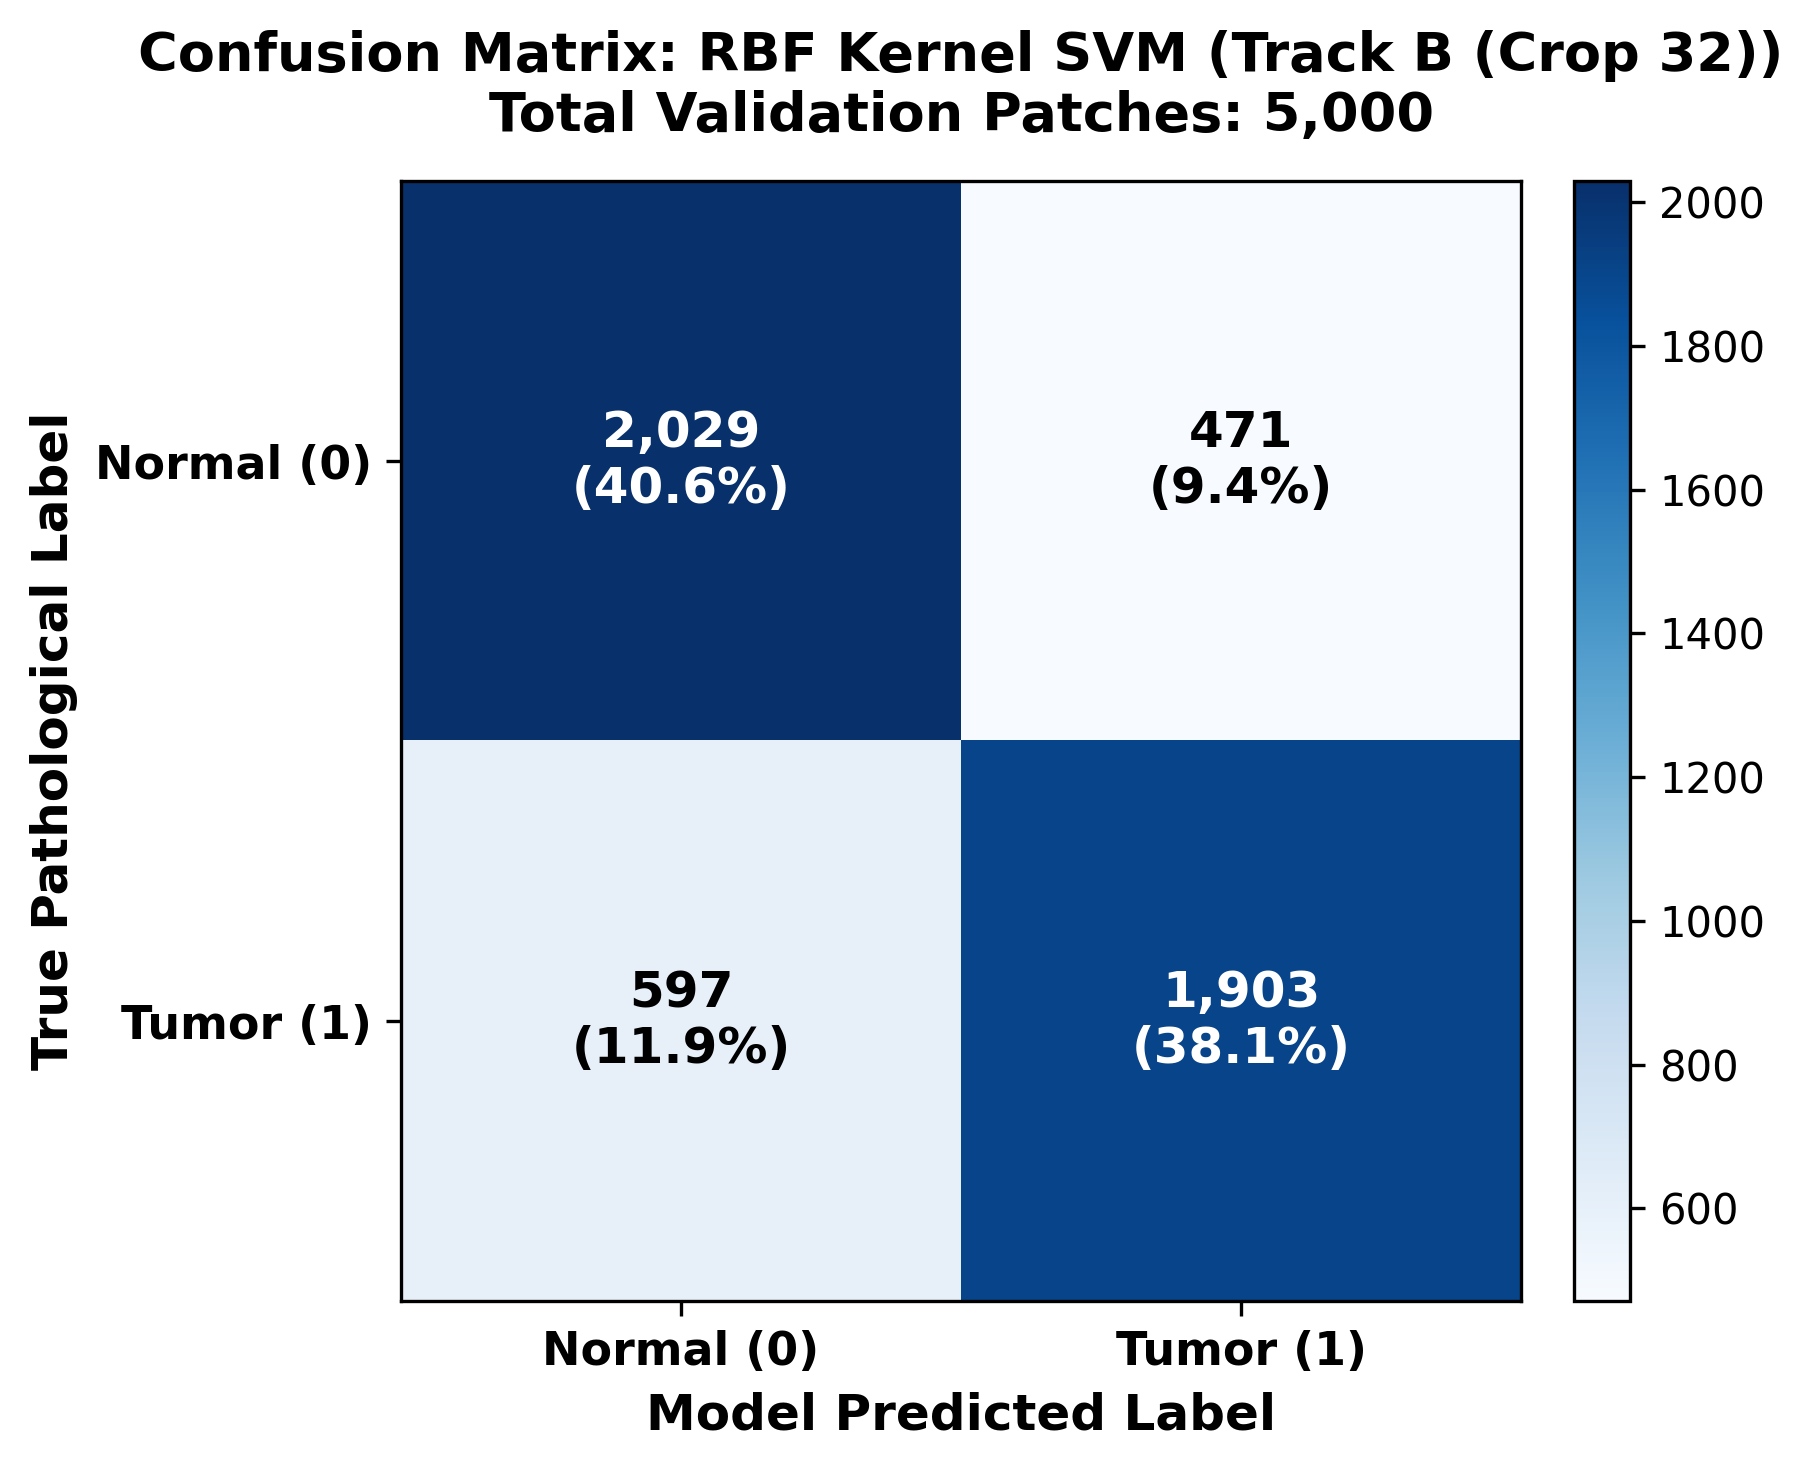 Confusion Matrix: RBF Kernel SVM (Track B (Crop 32))
Total Validation Patches: 5,000
True Pathological Label
Normal (0)
Tumor (1)
2,029
(40.6%)
471
(9.4%)
597
(11.9%)
1,903
(38.1%)
Normal (0)
Tumor (1)
Model Predicted Label
2000
1800
1600
1400
1200
1000
800
600